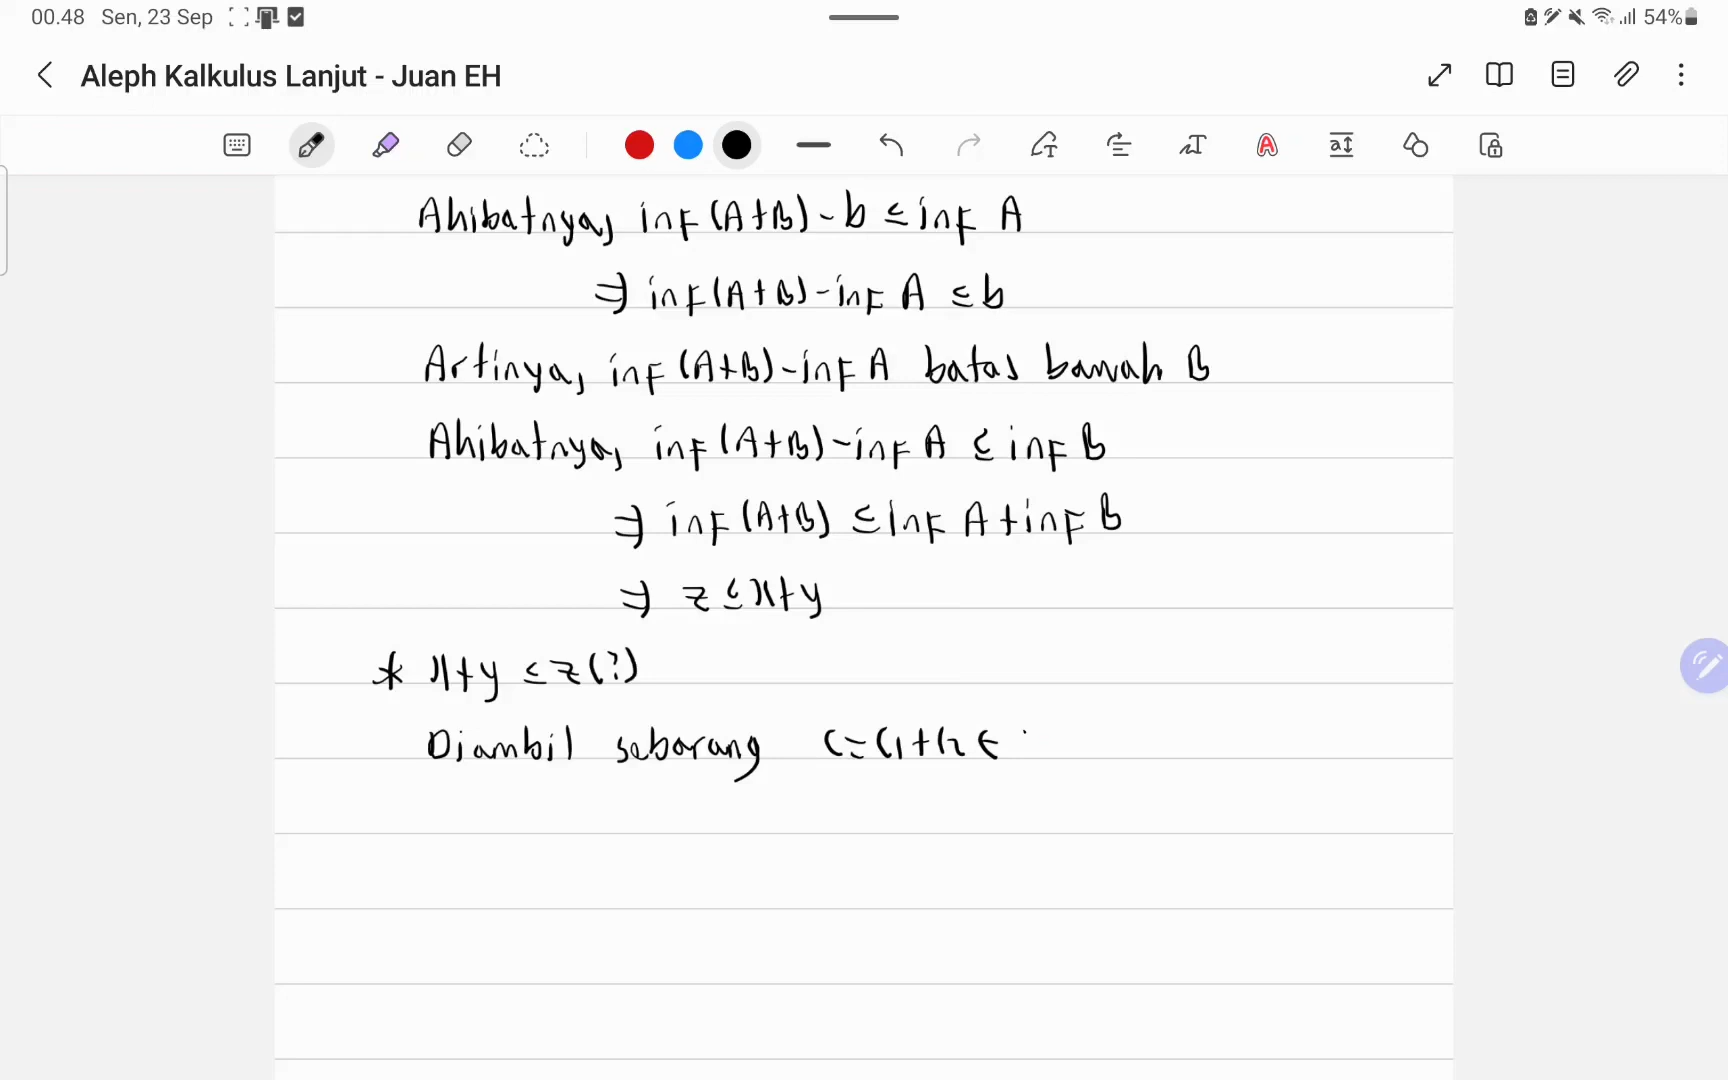 00.48 Sen, 23 Sep 54%
Aleph Kalkulus Lanjut - Juan EH
Akibatnya, inf (A+B) - b ≤ inf A
⇒ inf (A+B) - inf A ≤ b
Artinya, inf (A+B) - inf A batas bawah B
Akibatnya, inf (A+B) - inf A ≤ inf B
⇒ inf (A+B) ≤ inf A + inf B
⇒ z ≤ x+y
* x+y ≤ z (?)
Diambil sebarang c = c1 + c2 ∈